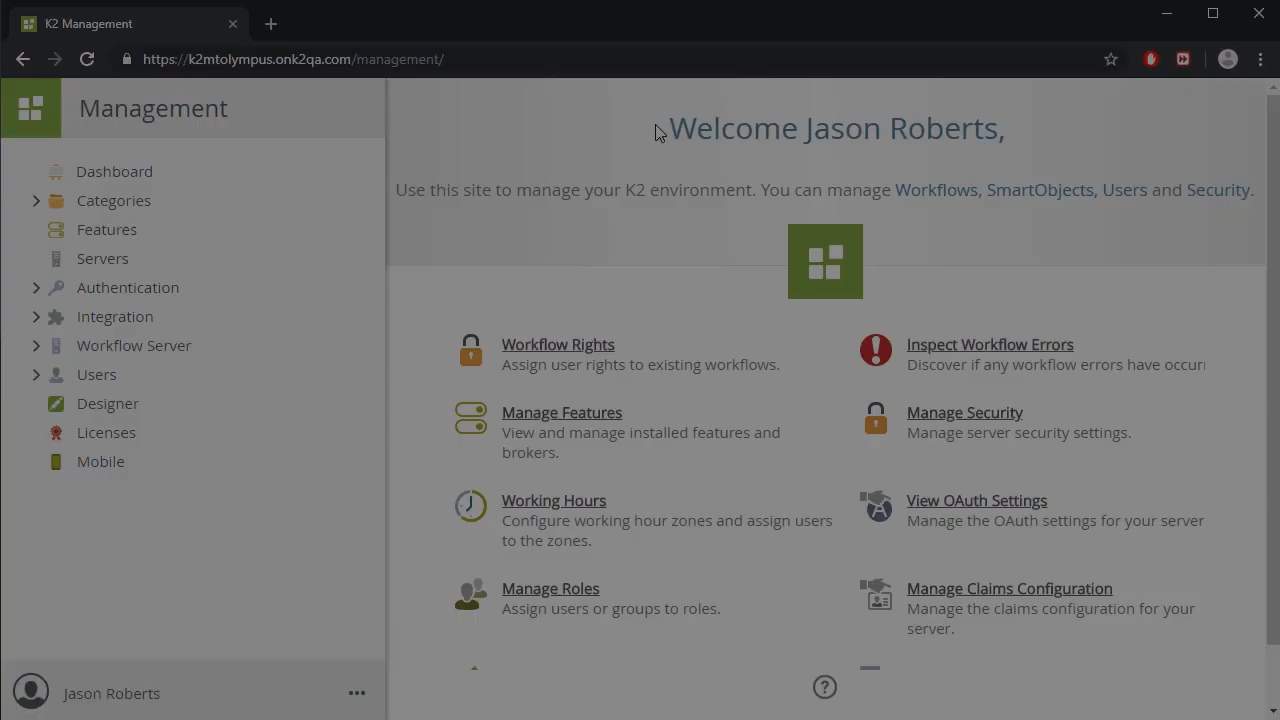 K2 Management
https://k2mtolympus.onk2qa.com/management/
Management
Dashboard
Categories
Features
Servers
Authentication
Integration
Workflow Server
Users
Designer
Licenses
Mobile
Jason Roberts
Welcome Jason Roberts,
Use this site to manage your K2 environment. You can manage Workflows, SmartObjects, Users and Security.
Workflow Rights
Assign user rights to existing workflows.
Inspect Workflow Errors
Discover if any workflow errors have occuri
Manage Features
View and manage installed features and
brokers.
Manage Security
Manage server security settings.
Working Hours
Configure working hour zones and assign users
to the zones.
View OAuth Settings
Manage the OAuth settings for your server
Manage Roles
Assign users or groups to roles.
Manage Claims Configuration
Manage the claims configuration for your
server.